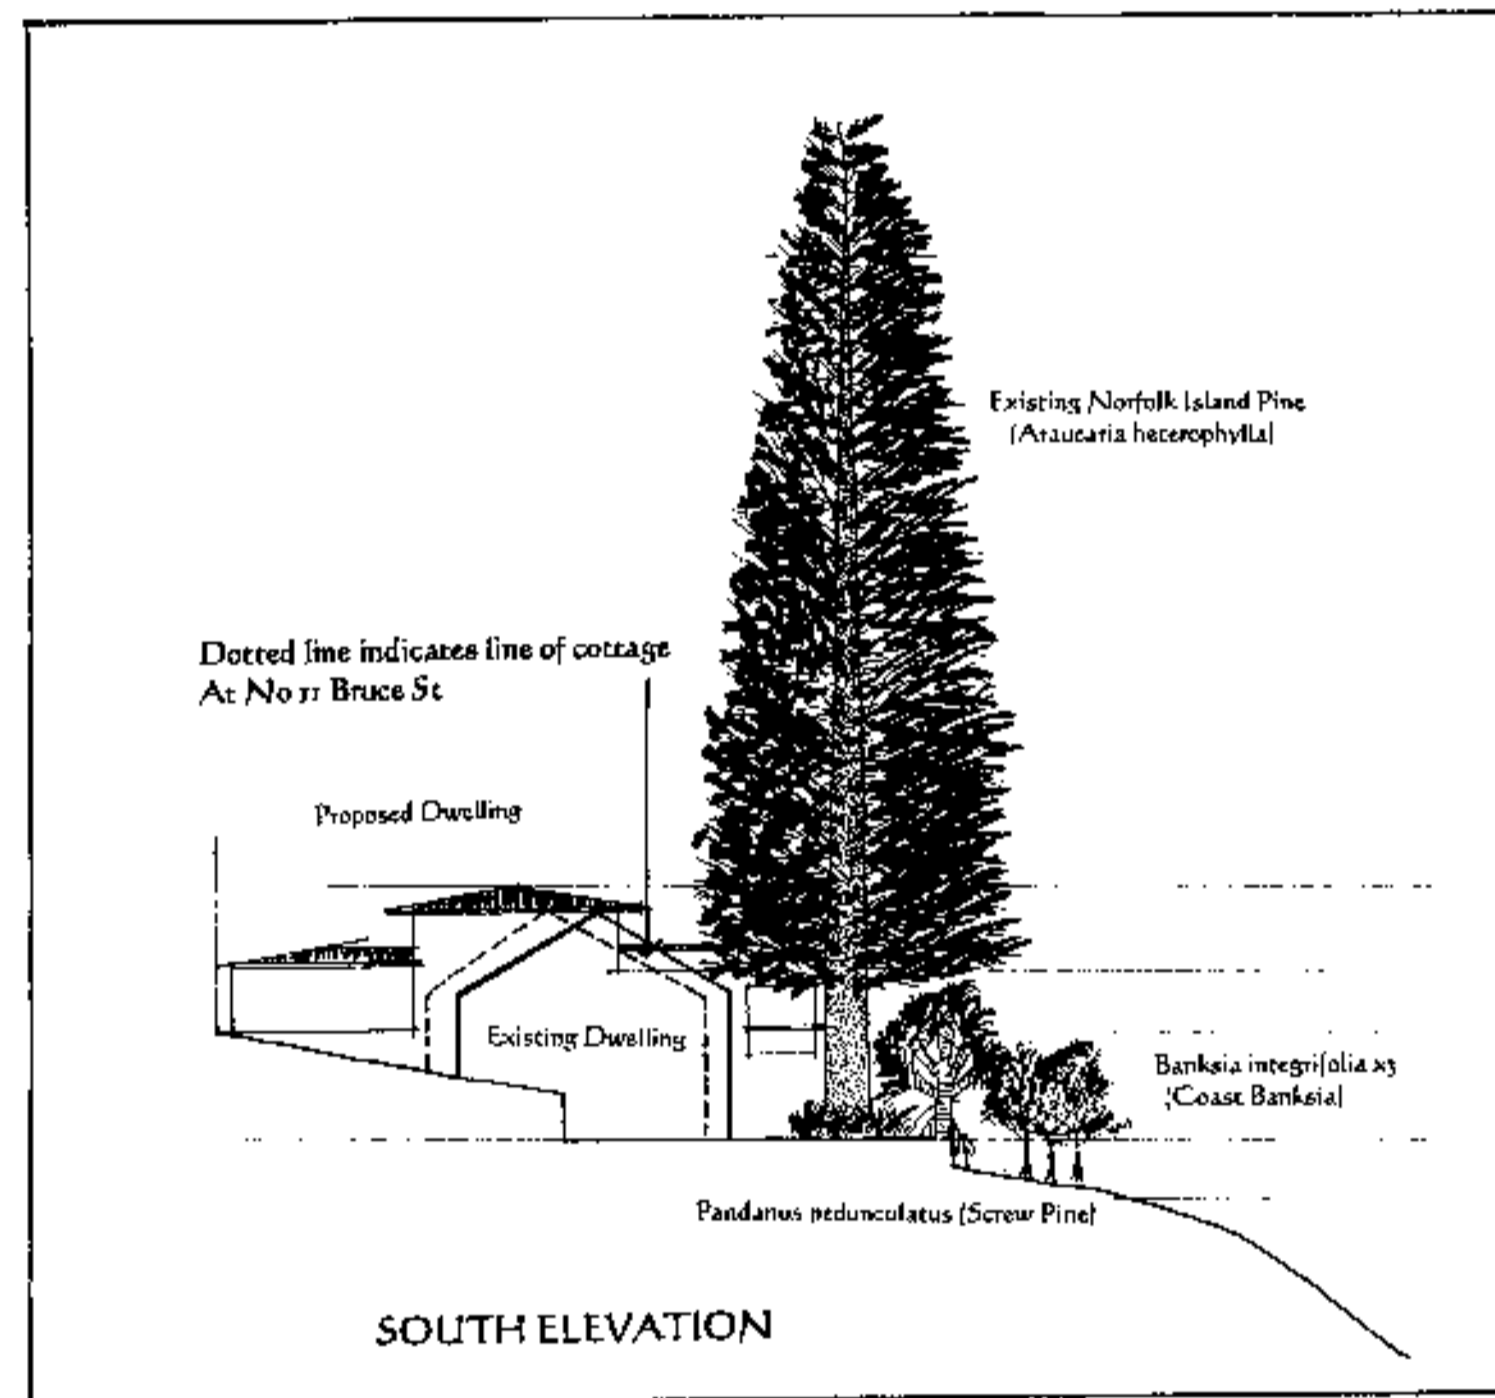 Existing Norfolk Island Pine
(Araucaria heterophylla)
Dotted line indicates line of cottage
At No 11 Bruce St
Proposed Dwelling
Existing Dwelling
Banksia integrifolia x3
(Coast Banksia)
Pandanus pedunculatus (Screw Pine)
SOUTH ELEVATION